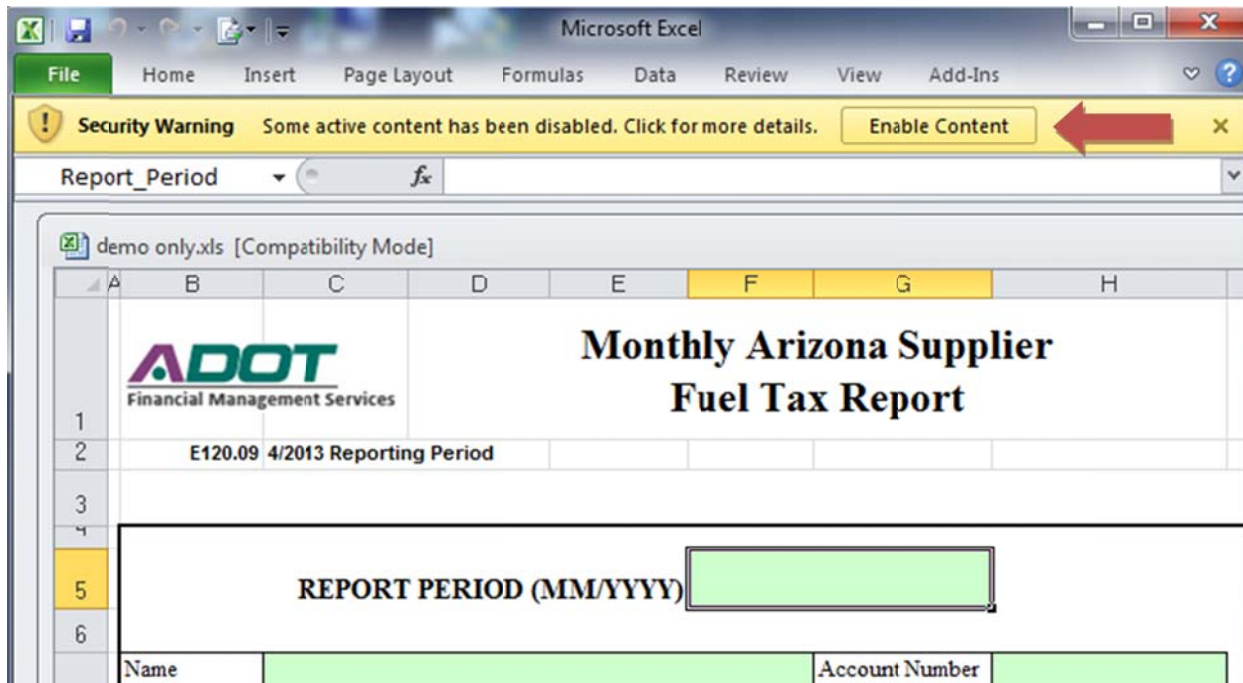 Microsoft Excel
File Home Insert Page Layout Formulas Data Review View Add-Ins
Security Warning Some active content has been disabled. Click for more details. Enable Content
Report_Period fx
demo only.xls [Compatibility Mode]
A B C D E F G H
1
ADOT
Financial Management Services
Monthly Arizona Supplier
Fuel Tax Report
2 E120.09 4/2013 Reporting Period
3
4
5 REPORT PERIOD (MM/YYYY)
6
Name Account Number